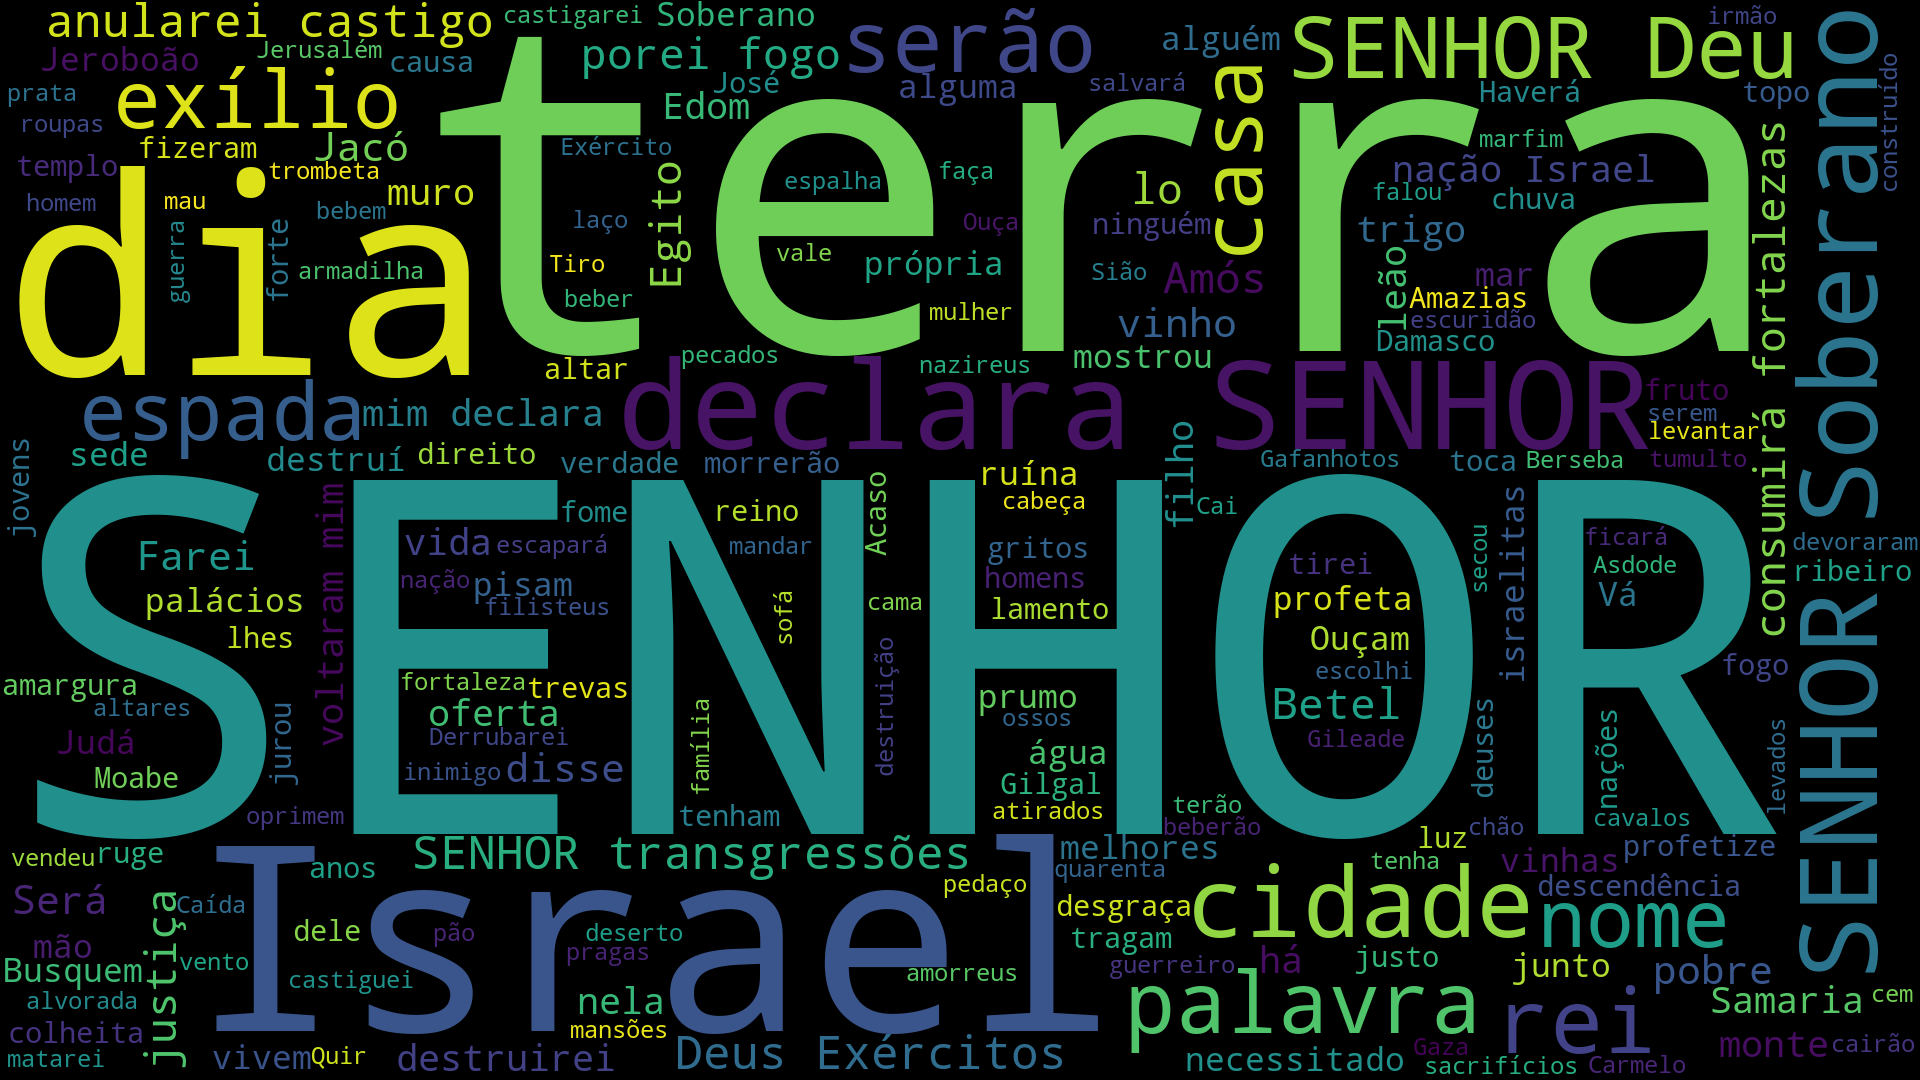 anularei castigo
castigarei
Soberano
serão
alguém
SENHOR Deu
irmão
Jeroboão
Jerusalém
causa
porei fogo
José
alguma
salvará
casa
Haverá
topo
Soberano
construído
prata
exílio
Edom
terra
roupas
fizeram
Jacó
Exército
marfim
templo
trombeta
muro
Egito
espalha
faça
lo
nação Israel
fortalezas
homem
mau
bebem
laço
Ouça
ninguém
falou
chuva
dia
guerra
forte
armadilha
Tiro
vale
própria
Sião
Amós
trigo
leão
mar
beber
mulher
vinho
Amazias
escuridão
Damasco
altar
pecados
nazireus
mostrou
espada
mim declara
declara SENHOR
fruto
serem
levantar
sede
destruí
direito
verdade
morrerão
ruína
filho
Gafanhotos
toca
Berseba
tumulto
consumirá
jovens
voltaram mim
fome
reino
Acaso
cabeça
Cai
SENHOR
Farei
vida
escapará
mandar
gritos
secou
israelitas
ficará
devoraram
nação
pisam
filisteus
sofá
cama
homens
tirei
Asdode
Vá
ribeiro
palácios
lhes
lamento
profeta
Ouçam
SENHOR
amargura
altares
fortaleza
trevas
destruição
prumo
escolhi
fogo
oferta
Derrubarei
família
ossos
Betel
Gileade
deuses
nações
levados
Judá
Moabe
jurou
inimigo
disse
água
Gilgal
oprimem
tenham
atirados
terão
beberão
luz
chão
cavalos
vendeu
ruge
anos
SENHOR transgressões
melhores
quarenta
tenha
vinhas
profetize
Será
justiça
Caída
Israel
pedaço
desgraça
cidade
descendência
nome
mão
dele
pão
deserto
pragas
tragam
Busquem
vento
castiguei
amorreus
guerreiro
há
justo
junto
pobre
alvorada
nela
palavra
rei
Samaria
cem
colheita
mansões
matarei
vivem
Quir
destruirei
Deus Exércitos
necessitado
Gaza
sacrifícios
Carmelo
monte
cairão